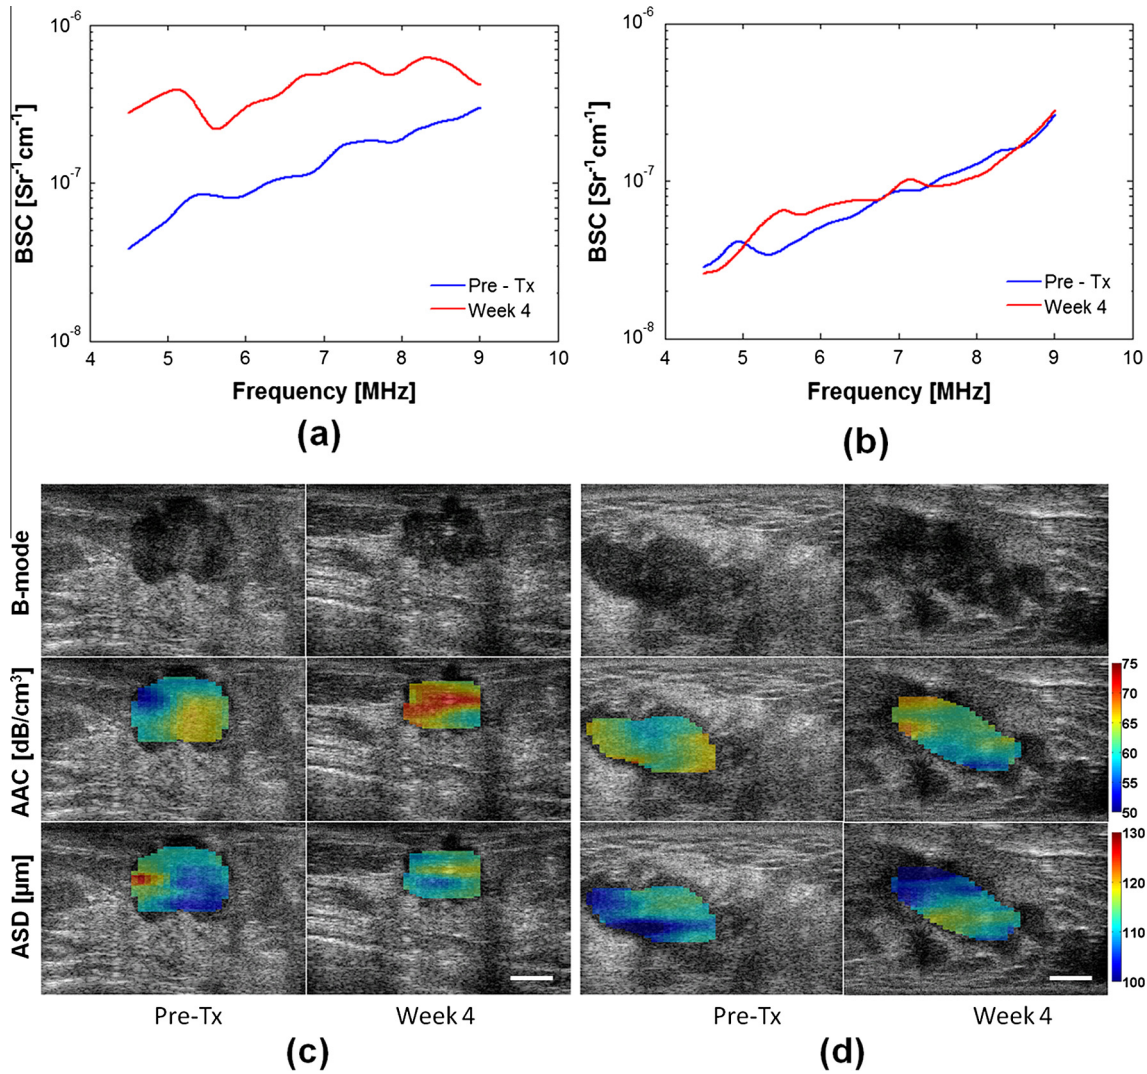 10^-6
10^-7
10^-8
BSC [Sr^-1cm^-1]
Pre - Tx
Week 4
4 5 6 7 8 9 10
Frequency [MHz]
(a)
10^-6
10^-7
10^-8
BSC [Sr^-1cm^-1]
Pre - Tx
Week 4
4 5 6 7 8 9 10
Frequency [MHz]
(b)
B-mode
AAC [dB/cm^3]
75
70
65
60
55
50
ASD [µm]
130
120
110
100
Pre-Tx Week 4
(c)
Pre-Tx Week 4
(d)